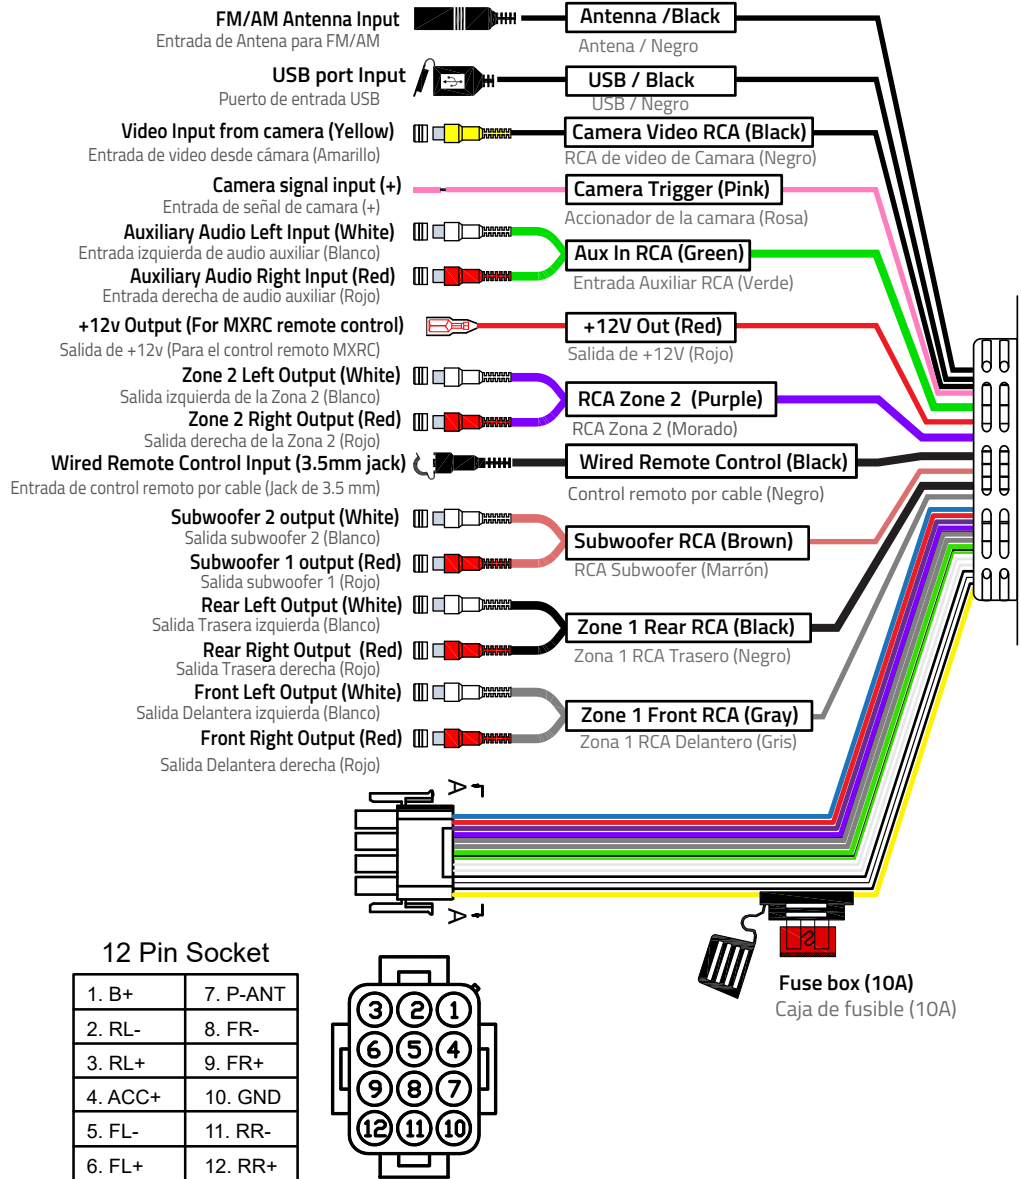 FM/AM Antenna Input
Entrada de Antena para FM/AM
Antenna /Black
Antena / Negro
USB port Input
Puerto de entrada USB
USB / Black
USB / Negro
Video Input from camera (Yellow)
Entrada de video desde cámara (Amarillo)
Camera Video RCA (Black)
RCA de video de Camara (Negro)
Camera signal input (+)
Entrada de señal de camara (+)
Camera Trigger (Pink)
Accionador de la camara (Rosa)
Auxiliary Audio Left Input (White)
Entrada izquierda de audio auxiliar (Blanco)
Auxiliary Audio Right Input (Red)
Entrada derecha de audio auxiliar (Rojo)
Aux In RCA (Green)
Entrada Auxiliar RCA (Verde)
+12v Output (For MXRC remote control)
Salida de +12v (Para el control remoto MXRC)
+12V Out (Red)
Salida de +12V (Rojo)
Zone 2 Left Output (White)
Salida izquierda de la Zona 2 (Blanco)
Zone 2 Right Output (Red)
Salida derecha de la Zona 2 (Rojo)
RCA Zone 2 (Purple)
RCA Zona 2 (Morado)
Wired Remote Control Input (3.5mm jack)
Entrada de control remoto por cable (Jack de 3.5 mm)
Wired Remote Control (Black)
Control remoto por cable (Negro)
Subwoofer 2 output (White)
Salida subwoofer 2 (Blanco)
Subwoofer 1 output (Red)
Salida subwoofer 1 (Rojo)
Subwoofer RCA (Brown)
RCA Subwoofer (Marrón)
Rear Left Output (White)
Salida Trasera izquierda (Blanco)
Rear Right Output (Red)
Salida Trasera derecha (Rojo)
Zone 1 Rear RCA (Black)
Zona 1 RCA Trasero (Negro)
Front Left Output (White)
Salida Delantera izquierda (Blanco)
Front Right Output (Red)
Salida Delantera derecha (Rojo)
Zone 1 Front RCA (Gray)
Zona 1 RCA Delantero (Gris)
A
A
Fuse box (10A)
Caja de fusible (10A)
12 Pin Socket
1. B+ 7. P-ANT
2. RL- 8. FR-
3. RL+ 9. FR+
4. ACC+ 10. GND
5. FL- 11. RR-
6. FL+ 12. RR+
3 2 1
6 5 4
9 8 7
12 11 10